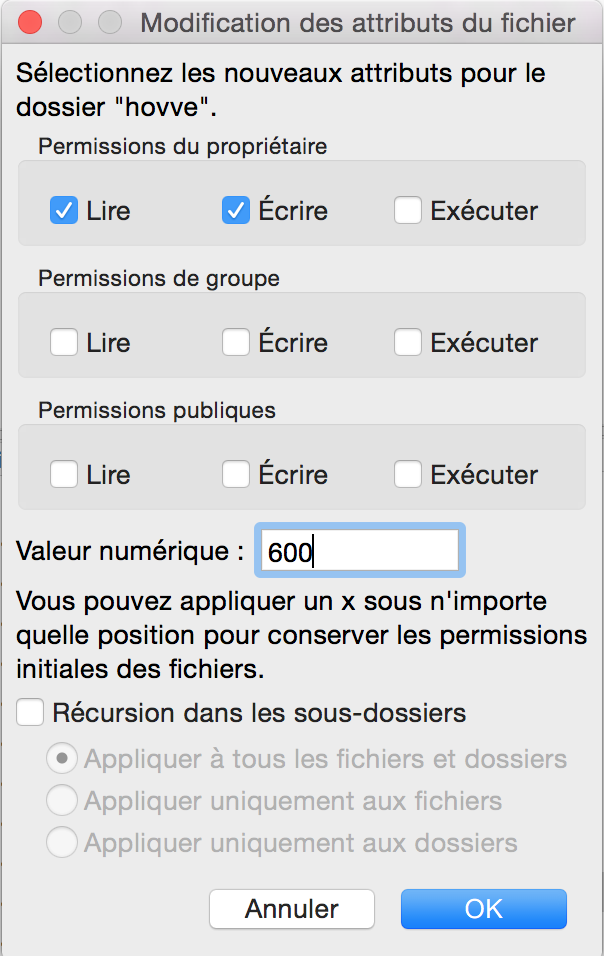 Modification des attributs du fichier
Sélectionnez les nouveaux attributs pour le
dossier "hovve".
Permissions du propriétaire
Lire Écrire Exécuter
Permissions de groupe
Lire Écrire Exécuter
Permissions publiques
Lire Écrire Exécuter
Valeur numérique : 600
Vous pouvez appliquer un x sous n'importe
quelle position pour conserver les permissions
initiales des fichiers.
Récursion dans les sous-dossiers
Appliquer à tous les fichiers et dossiers
Appliquer uniquement aux fichiers
Appliquer uniquement aux dossiers
Annuler OK